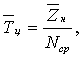 T̅ц = Z̅н / Nср ,